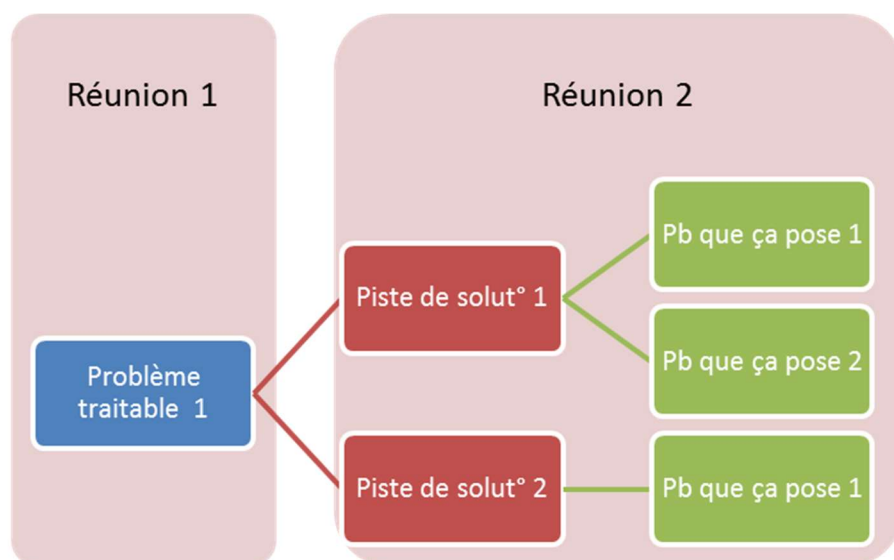 Réunion 1
Réunion 2
Problème
traitable 1
Piste de solut° 1
Piste de solut° 2
Pb que ça pose 1
Pb que ça pose 2
Pb que ça pose 1